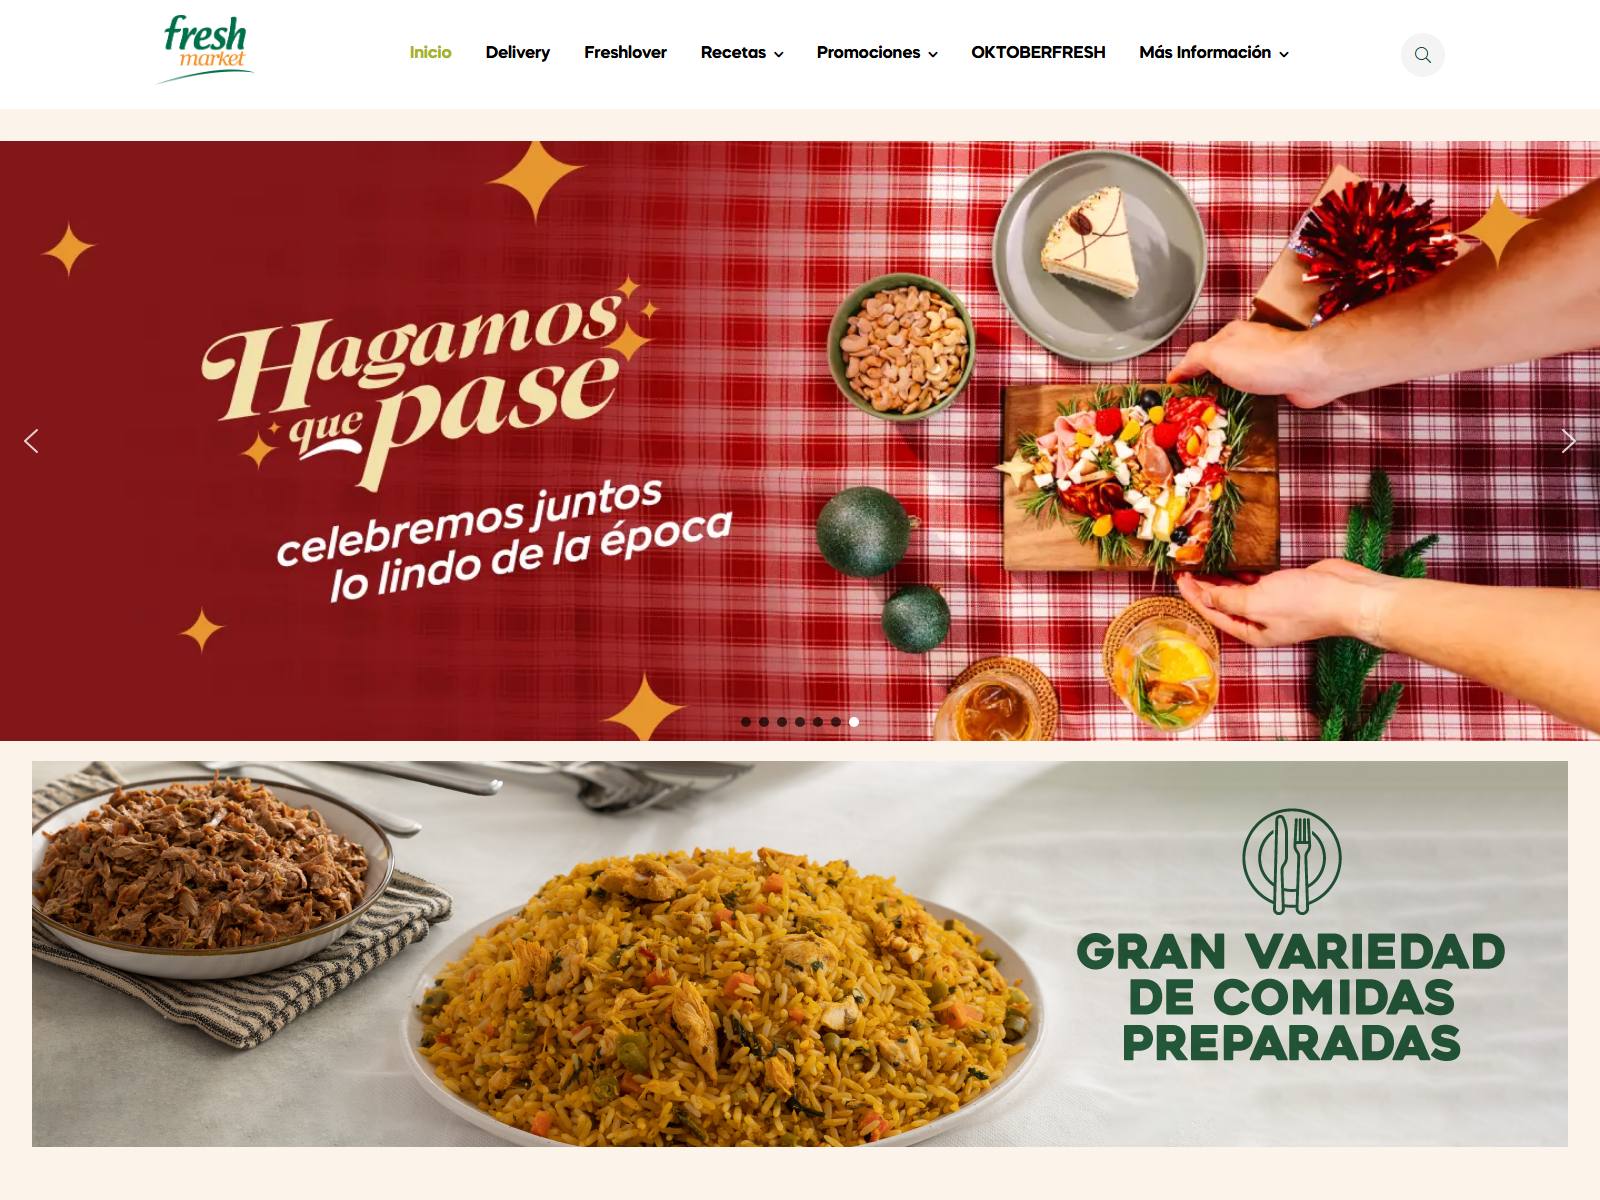 fresh
market
Inicio
Delivery
Freshlover
Recetas
Promociones
OKTOBERFRESH
Más Información
Hagamos
que pase
celebremos juntos
lo lindo de la época
GRAN VARIEDAD
DE COMIDAS
PREPARADAS